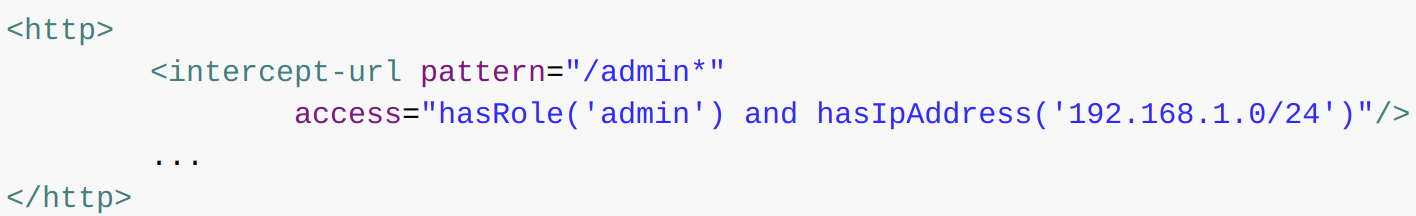 <http>
<intercept-url pattern="/admin*"
access="hasRole('admin') and hasIpAddress('192.168.1.0/24')"/>
...
</http>